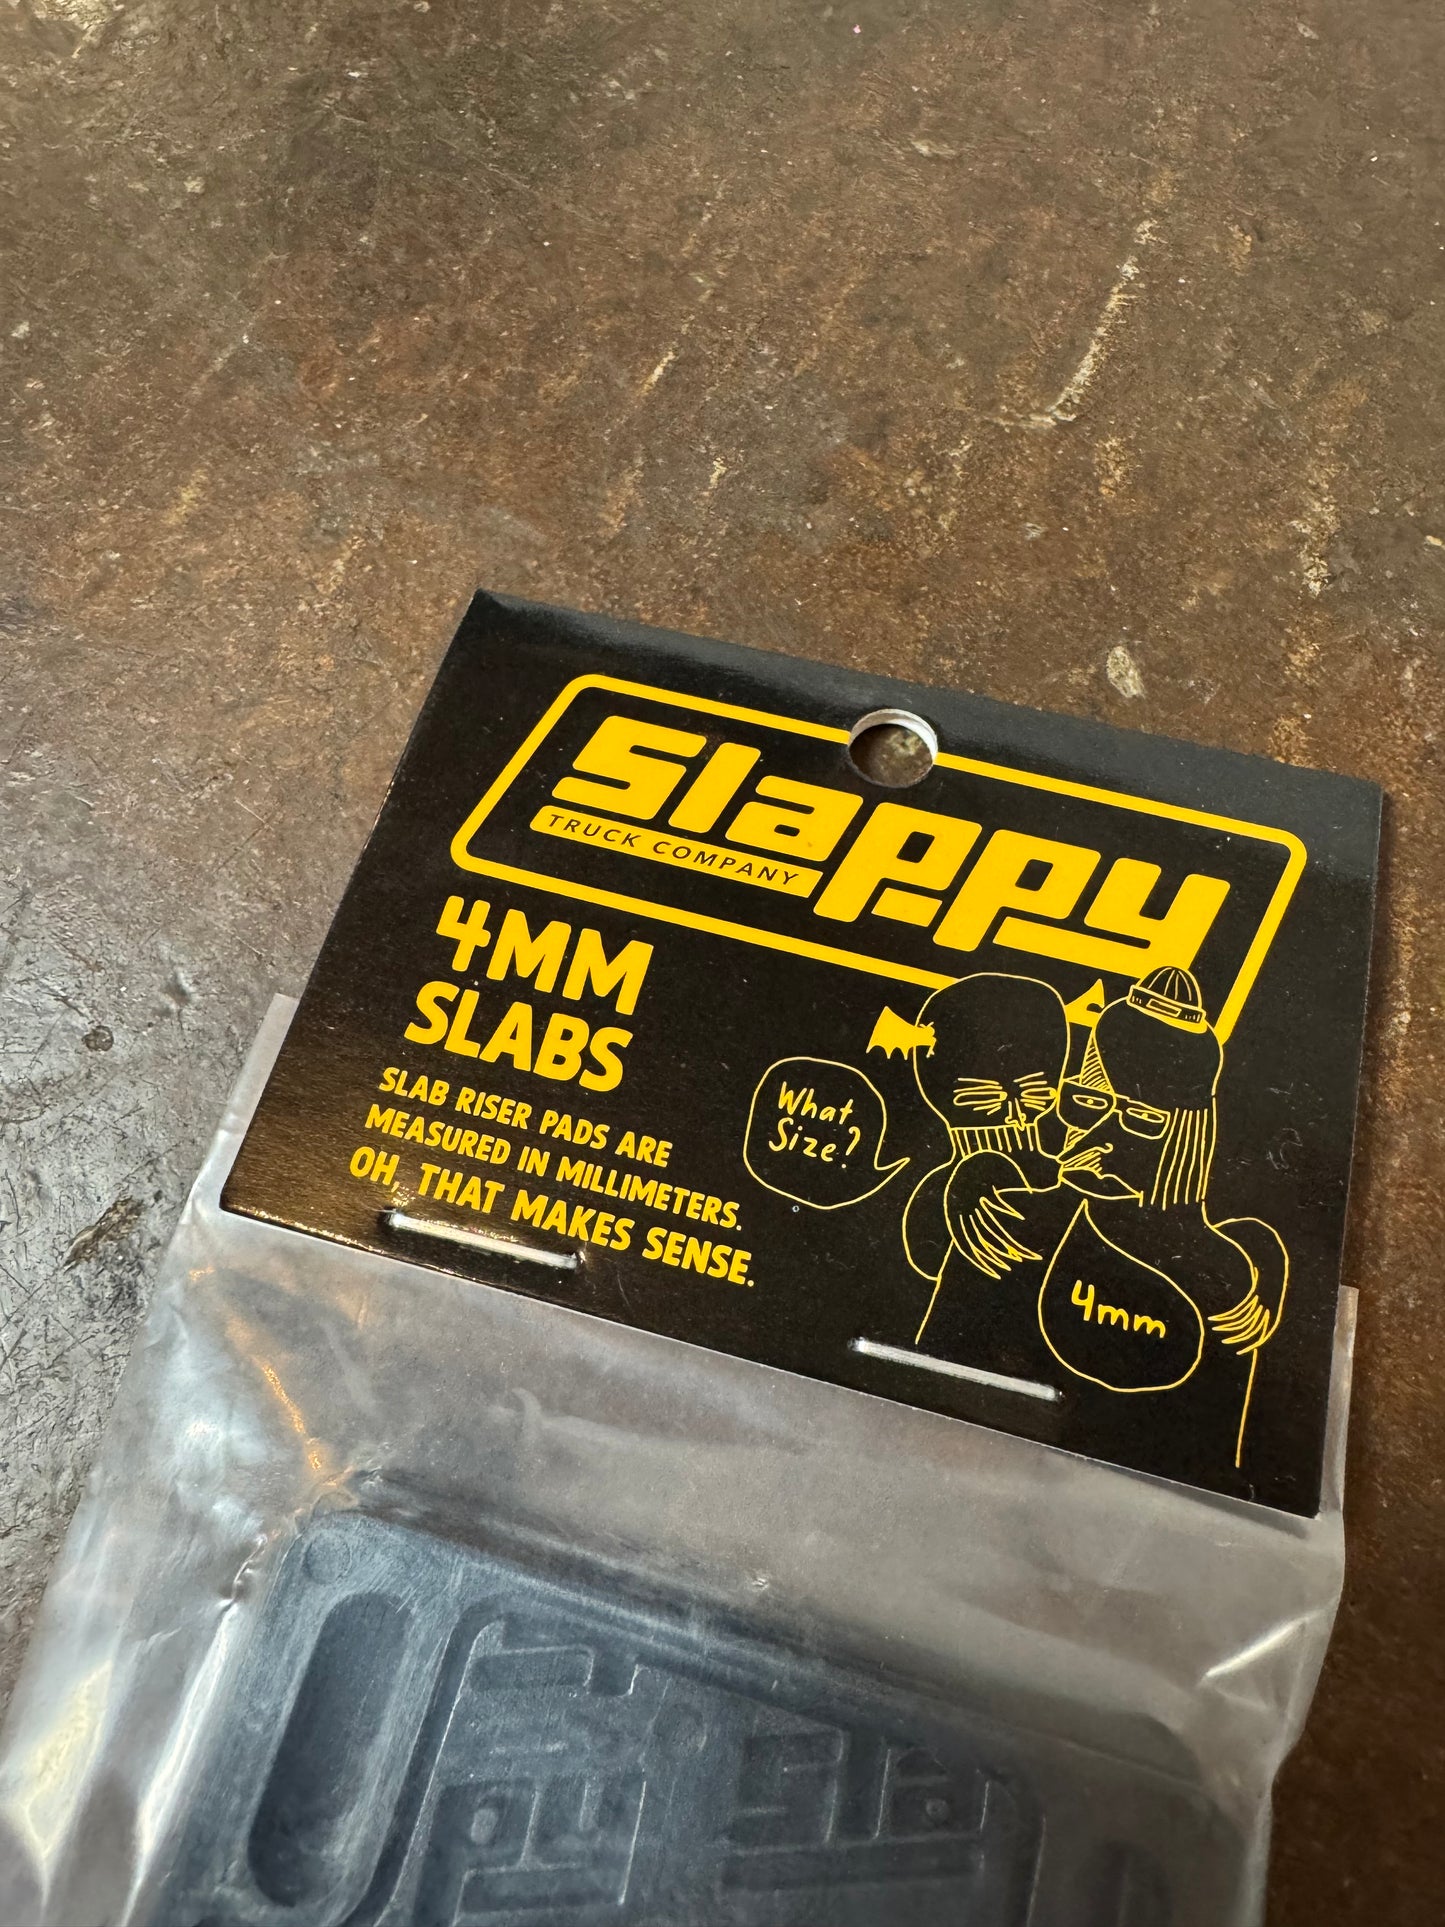 Slappy
TRUCK COMPANY
4MM
SLABS
SLAB RISER PADS ARE
MEASURED IN MILLIMETERS.
OH, THAT MAKES SENSE.
What
Size?
4mm